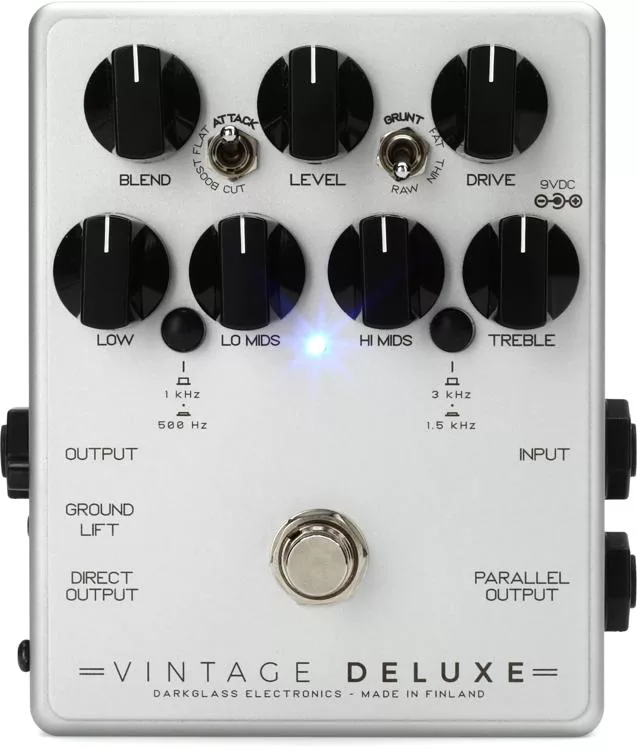 BLEND
FLAT
ATTACK
BOOST
CUT
LEVEL
GRUNT
FAT
THIN
RAW
DRIVE
9VDC
LOW
LO MIDS
HI MIDS
TREBLE
1 kHz
500 Hz
3 kHz
1.5 kHz
OUTPUT
INPUT
GROUND
LIFT
DIRECT
OUTPUT
PARALLEL
OUTPUT
VINTAGE DELUXE
DARKGLASS ELECTRONICS - MADE IN FINLAND